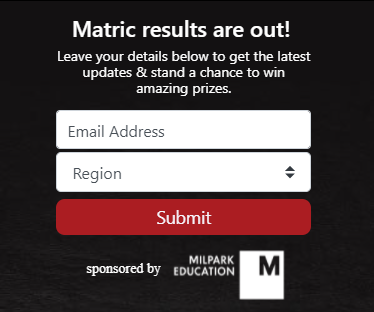 Matric results are out!
Leave your details below to get the latest
updates & stand a chance to win
amazing prizes.
Email Address
Region
Submit
sponsored by
MILPARK
EDUCATION
M